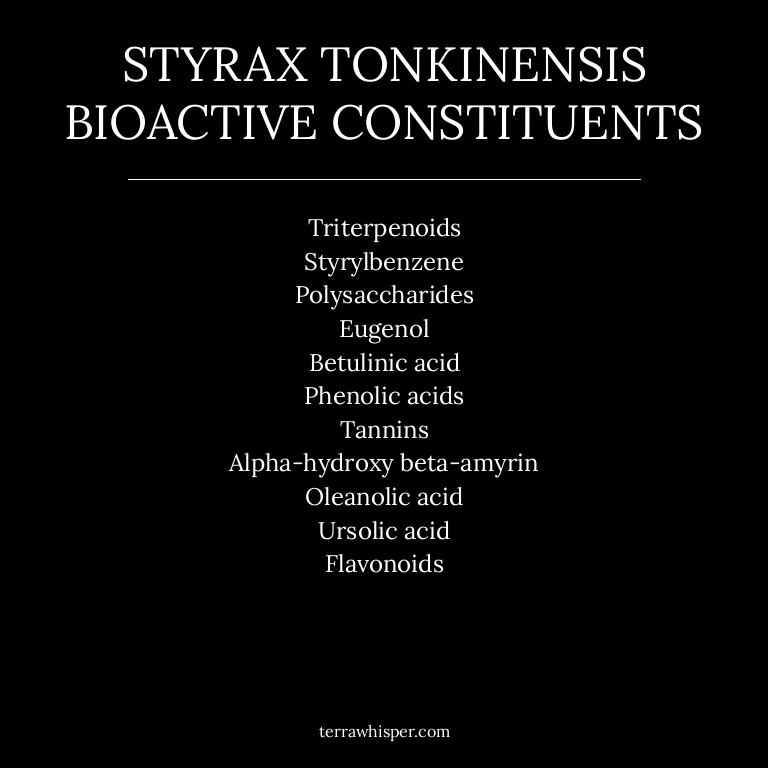 STYRAX TONKINENSIS
BIOACTIVE CONSTITUENTS
Triterpenoids
Styrylbenzene
Polysaccharides
Eugenol
Betulinic acid
Phenolic acids
Tannins
Alpha-hydroxy beta-amyrin
Oleanolic acid
Ursolic acid
Flavonoids
terrawhisper.com